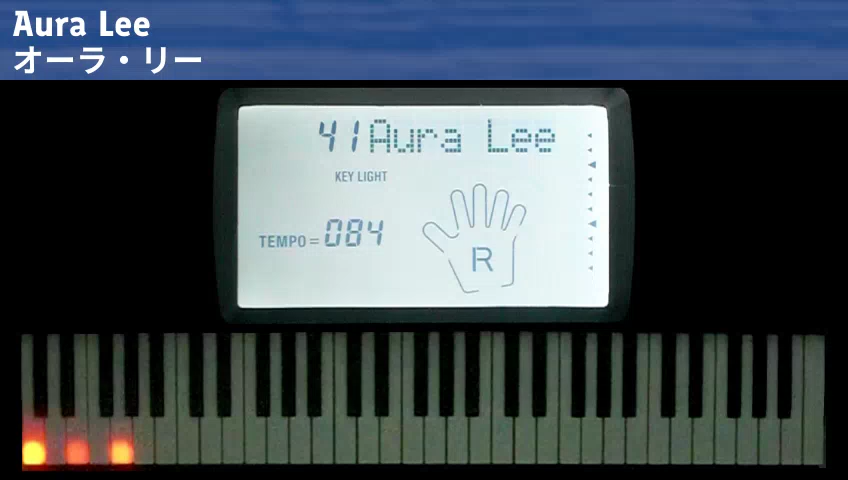 Aura Lee
オーラ・リー
41 Aura Lee
KEY LIGHT
TEMPO = 084
R